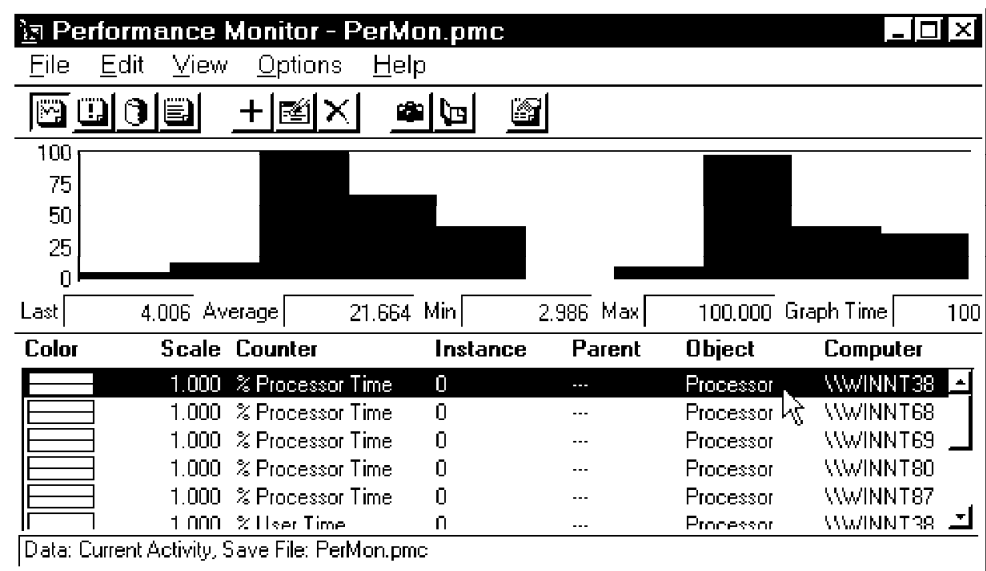 Performance Monitor - PerMon.pmc
File Edit View Options Help
100
75
50
25
0
Last 4.006 Average 21.664 Min 2.986 Max 100.000 Graph Time 100
Color Scale Counter Instance Parent Object Computer
1.000 % Processor Time 0 --- Processor \\WINNT38
1.000 % Processor Time 0 --- Processor \\WINNT68
1.000 % Processor Time 0 --- Processor \\WINNT69
1.000 % Processor Time 0 --- Processor \\WINNT80
1.000 % Processor Time 0 --- Processor \\WINNT87
1.000 % User Time 0 --- Processor \\WINNT38
Data: Current Activity, Save File: PerMon.pmc